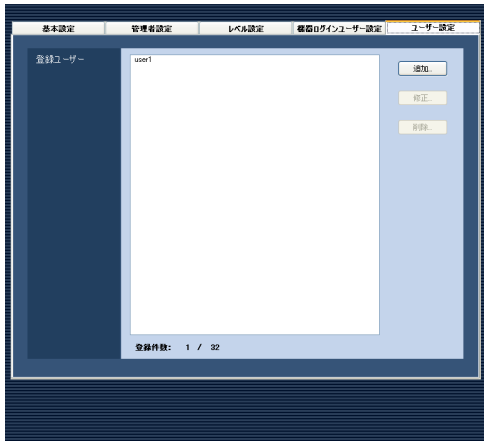 基本設定 管理者設定 レベル設定 機器ログインユーザー設定 ユーザー設定
登録ユーザー
user1
追加..
修正..
削除..
登録件数: 1 / 32